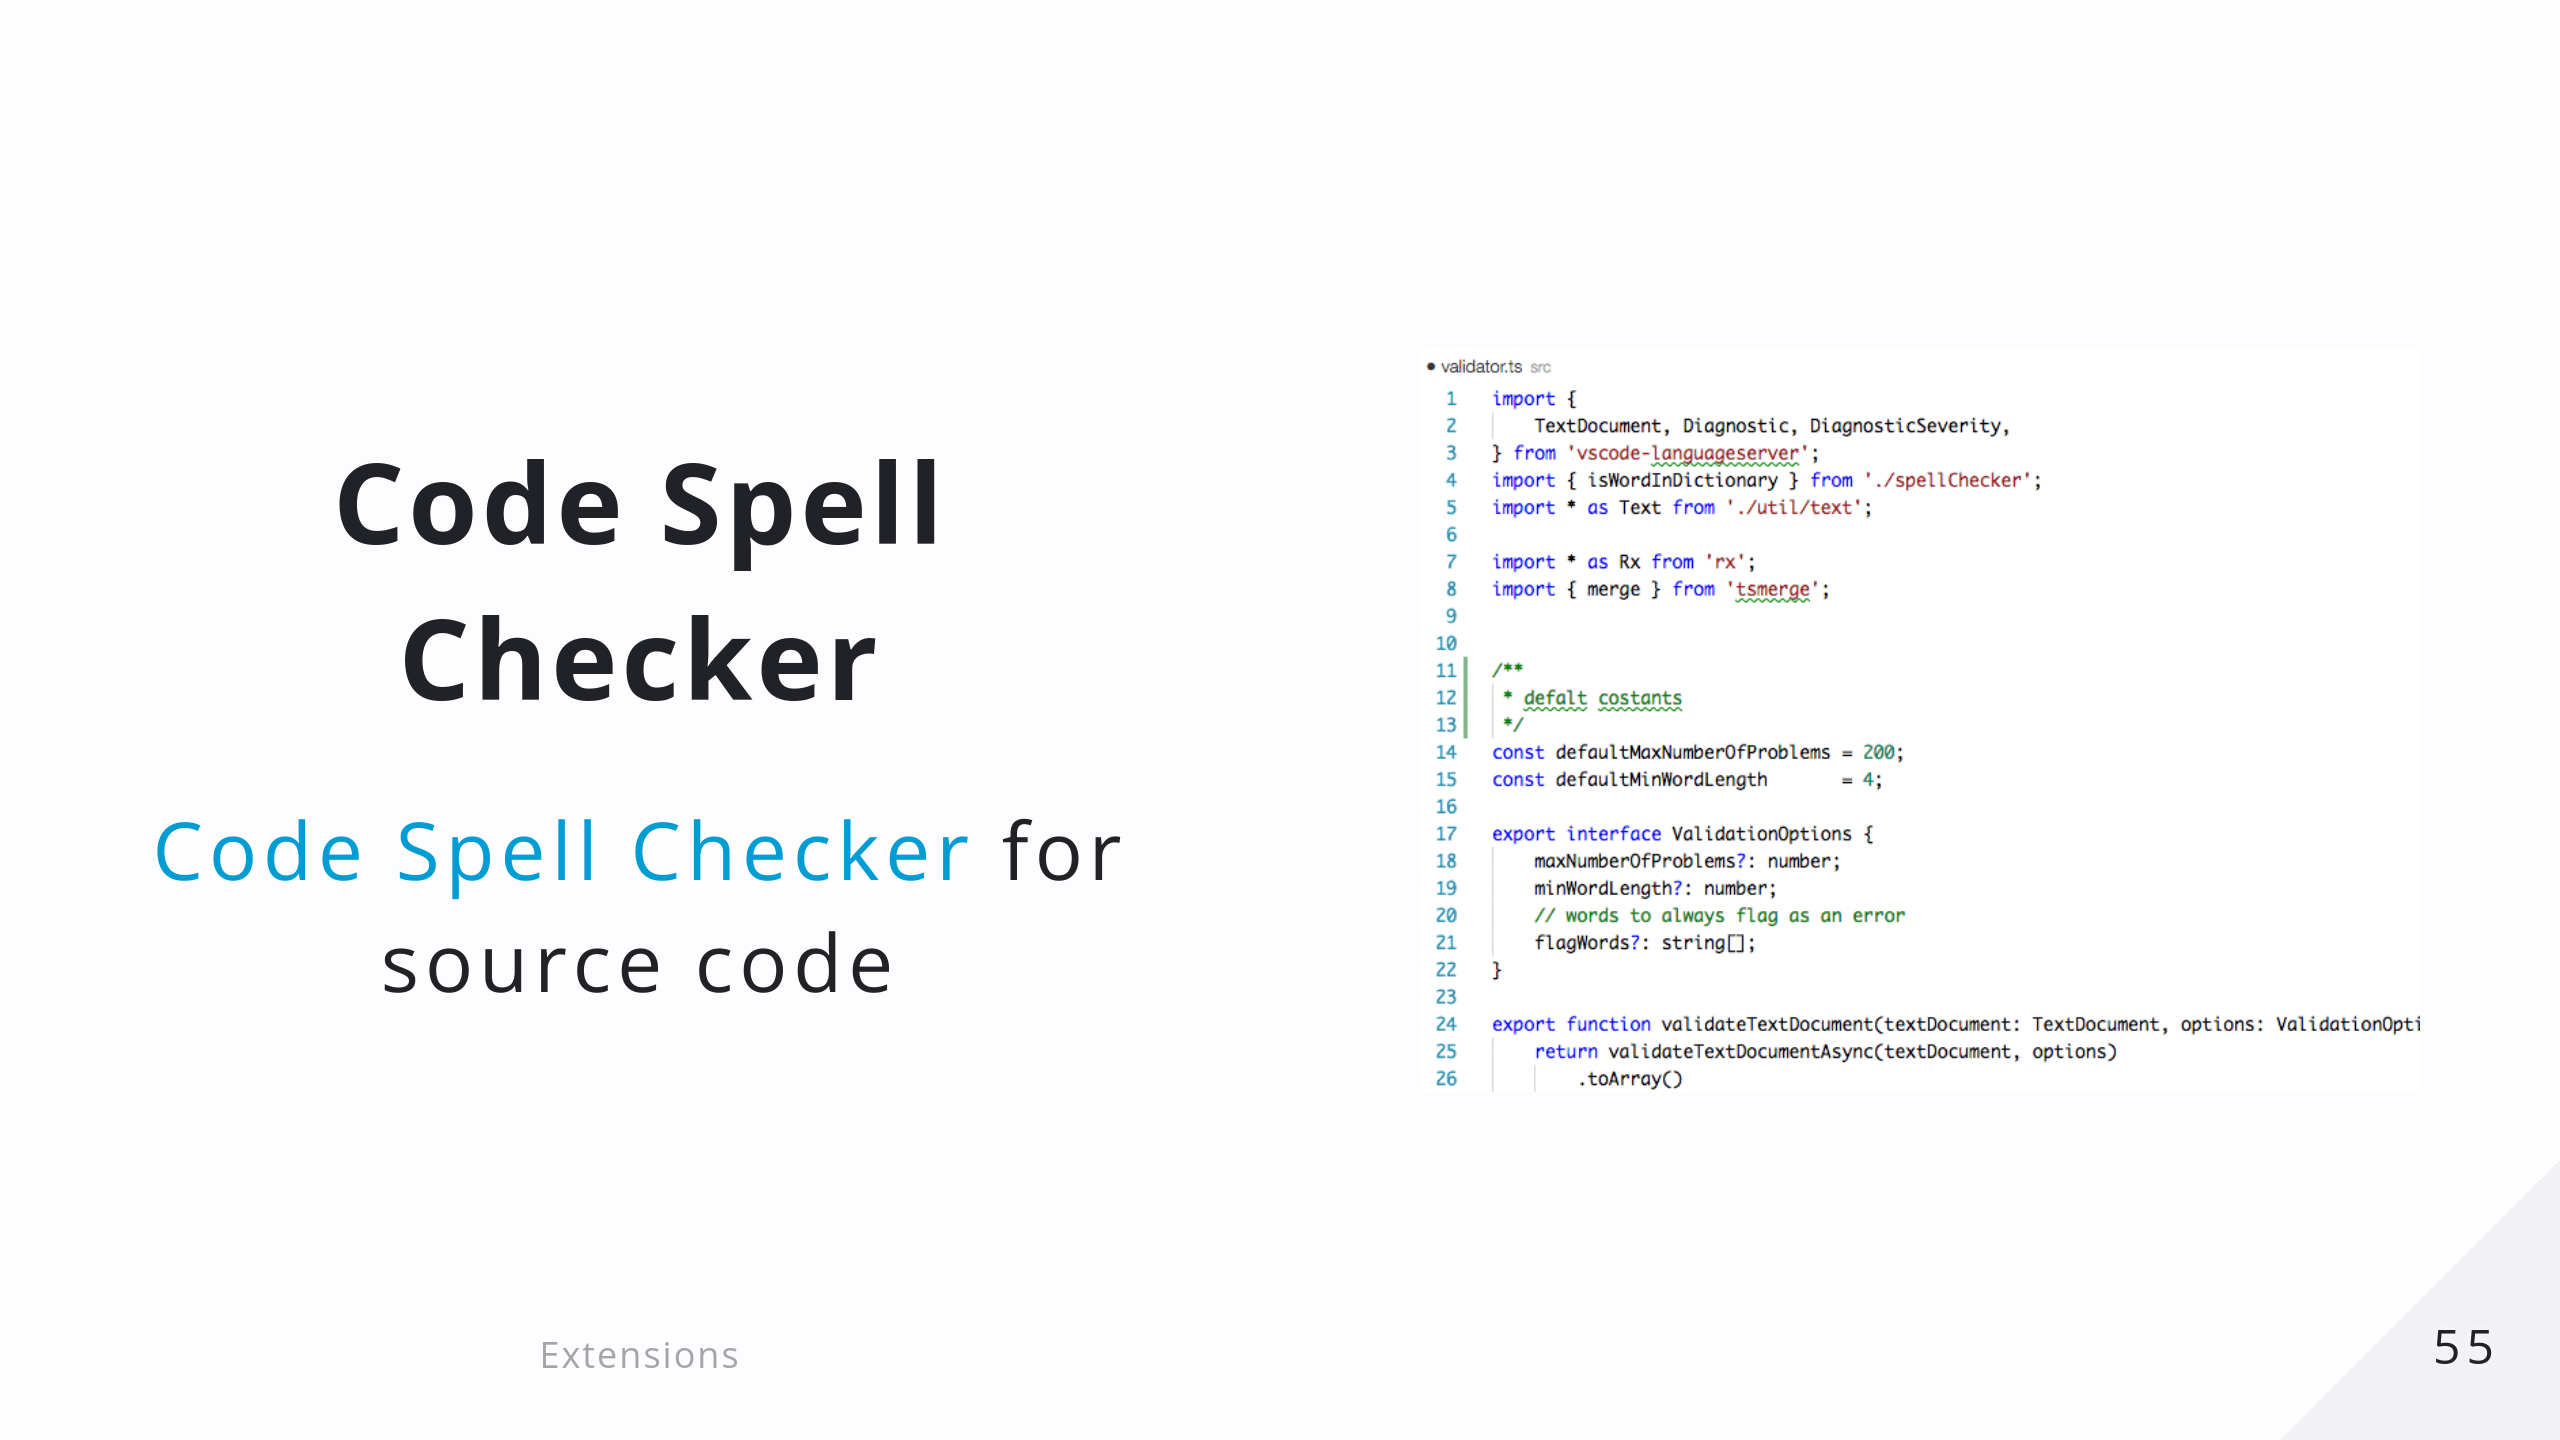 Code Spell
Checker
Code Spell Checker for
source code
● validator.ts src
1 import {
2 TextDocument, Diagnostic, DiagnosticSeverity,
3 } from 'vscode-languageserver';
4 import { isWordInDictionary } from './spellChecker';
5 import * as Text from './util/text';
6
7 import * as Rx from 'rx';
8 import { merge } from 'tsmerge';
9
10
11 /**
12 * defalt costants
13 */
14 const defaultMaxNumberOfProblems = 200;
15 const defaultMinWordLength = 4;
16
17 export interface ValidationOptions {
18 maxNumberOfProblems?: number;
19 minWordLength?: number;
20 // words to always flag as an error
21 flagWords?: string[];
22 }
23
24 export function validateTextDocument(textDocument: TextDocument, options: ValidationOpti
25 return validateTextDocumentAsync(textDocument, options)
26 .toArray()
Extensions
55